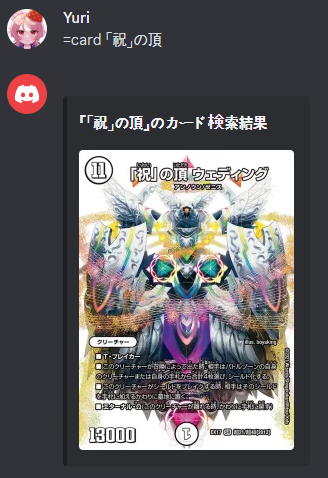 Yuri
=card 「祝」の頂
『「祝」の頂』のカード検索結果
11
「祝」の頂 ウェディング
アンノウン/ゼニス
illus. boyaking
クリーチャー
■T・ブレイカー
■このクリーチャーが召喚によって出た時、相手はバトルゾーンの自身のクリーチャーまたは自身の手札から合計4枚選び、シールド化する。
■このクリーチャーがシールドをブレイクする時、相手はそのシールドを手札に加えるかわりに墓地に置く。
■エターナル・Ω(このクリーチャーが離れる時、かわりに手札に戻す)
13000
1